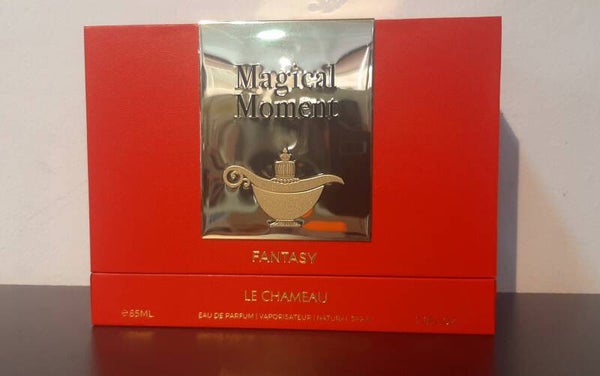 Magical
Moment
FANTASY
LE CHAMEAU
℮85ML EAU DE PARFUM | VAPORISATEUR | NATURAL SPRAY